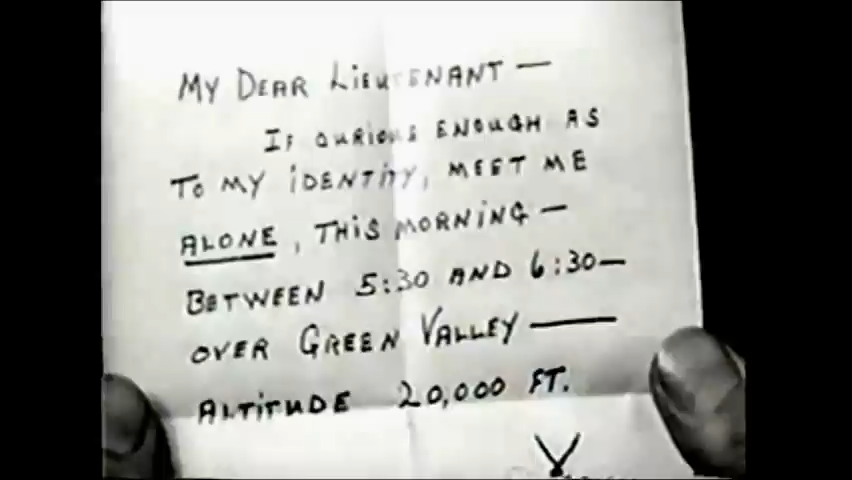 MY DEAR LIEUTENANT —
IF CURIOUS ENOUGH AS
TO MY IDENTITY, MEET ME
ALONE, THIS MORNING —
BETWEEN 5:30 AND 6:30 —
OVER GREEN VALLEY —
ALTITUDE 20,000 FT.